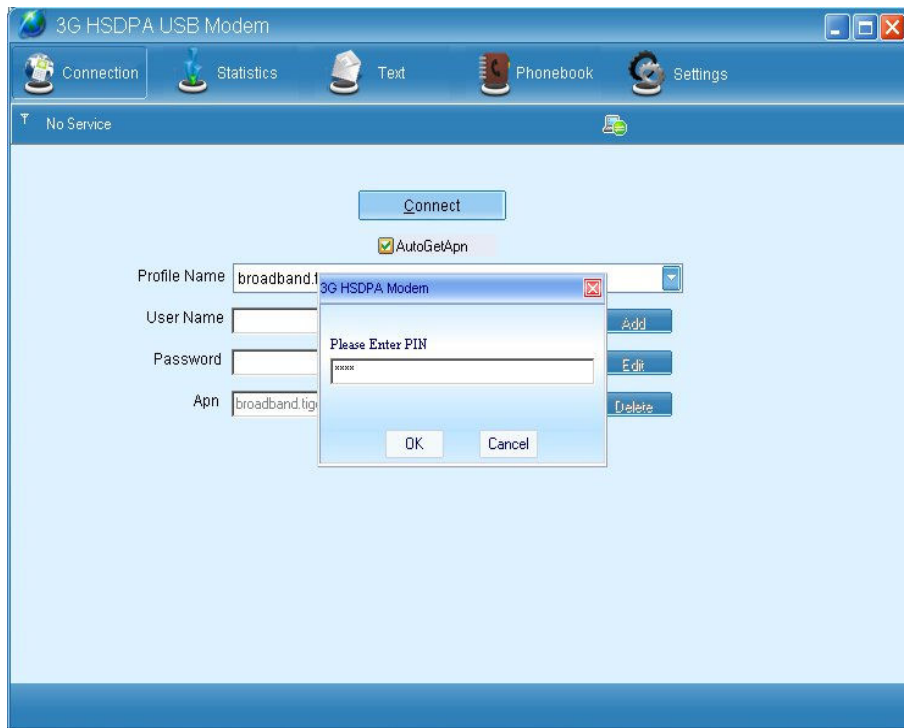 3G HSDPA USB Modem
Connection Statistics Text Phonebook Settings
No Service
Connect
AutoGetApn
Profile Name broadband.
3G HSDPA Modem
User Name Add
Please Enter PIN
Password **** Edit
Apn broadband.tig Delete
OK Cancel